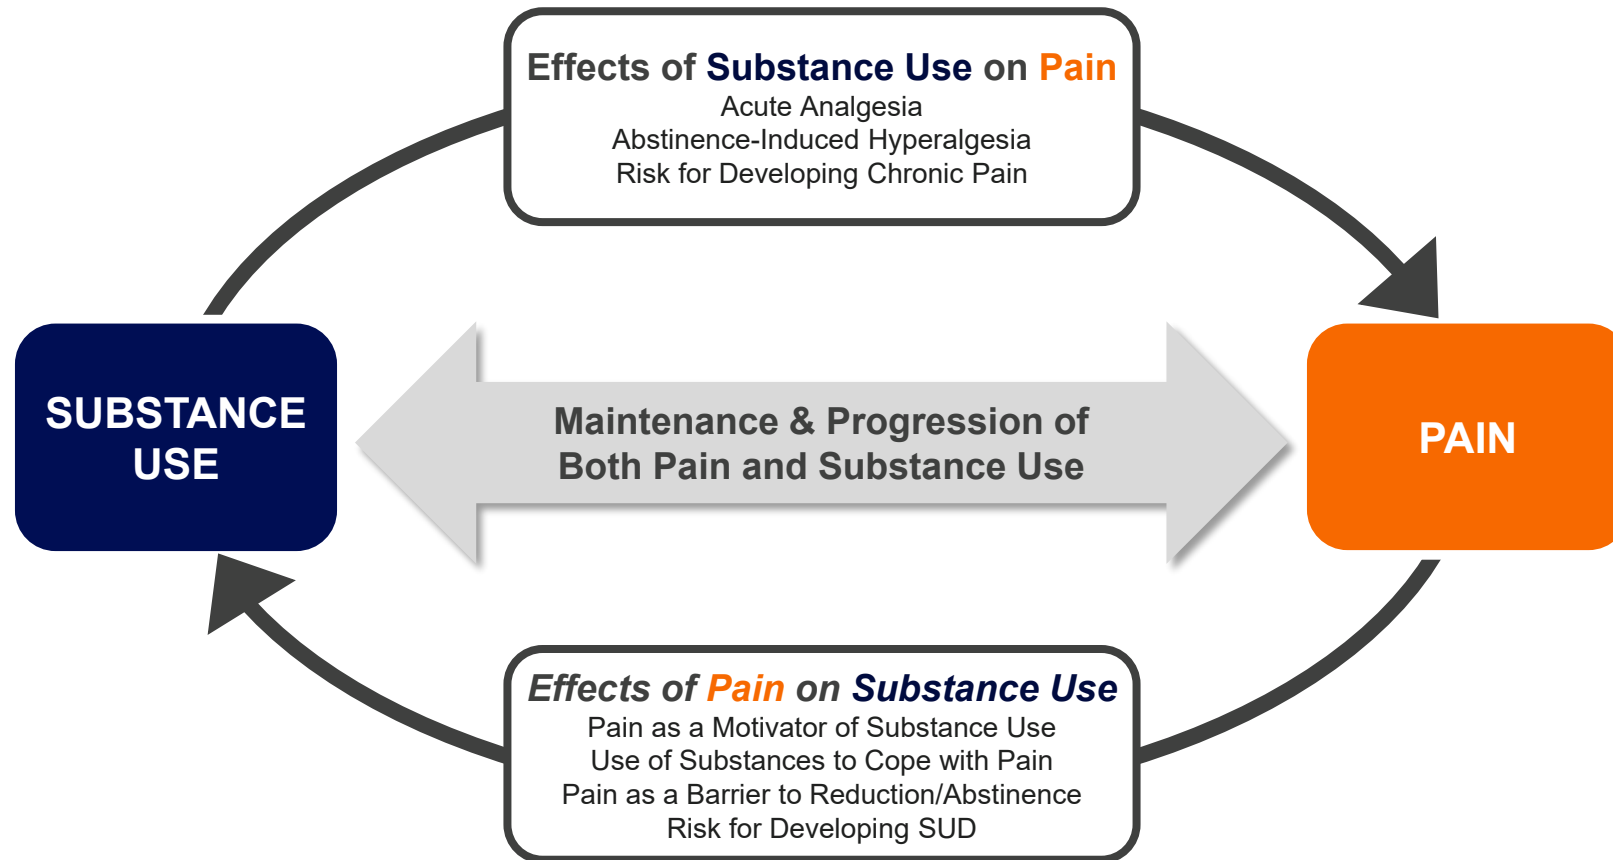 Effects of Substance Use on Pain
Acute Analgesia
Abstinence-Induced Hyperalgesia
Risk for Developing Chronic Pain
SUBSTANCE
USE
Maintenance & Progression of
Both Pain and Substance Use
PAIN
Effects of Pain on Substance Use
Pain as a Motivator of Substance Use
Use of Substances to Cope with Pain
Pain as a Barrier to Reduction/Abstinence
Risk for Developing SUD